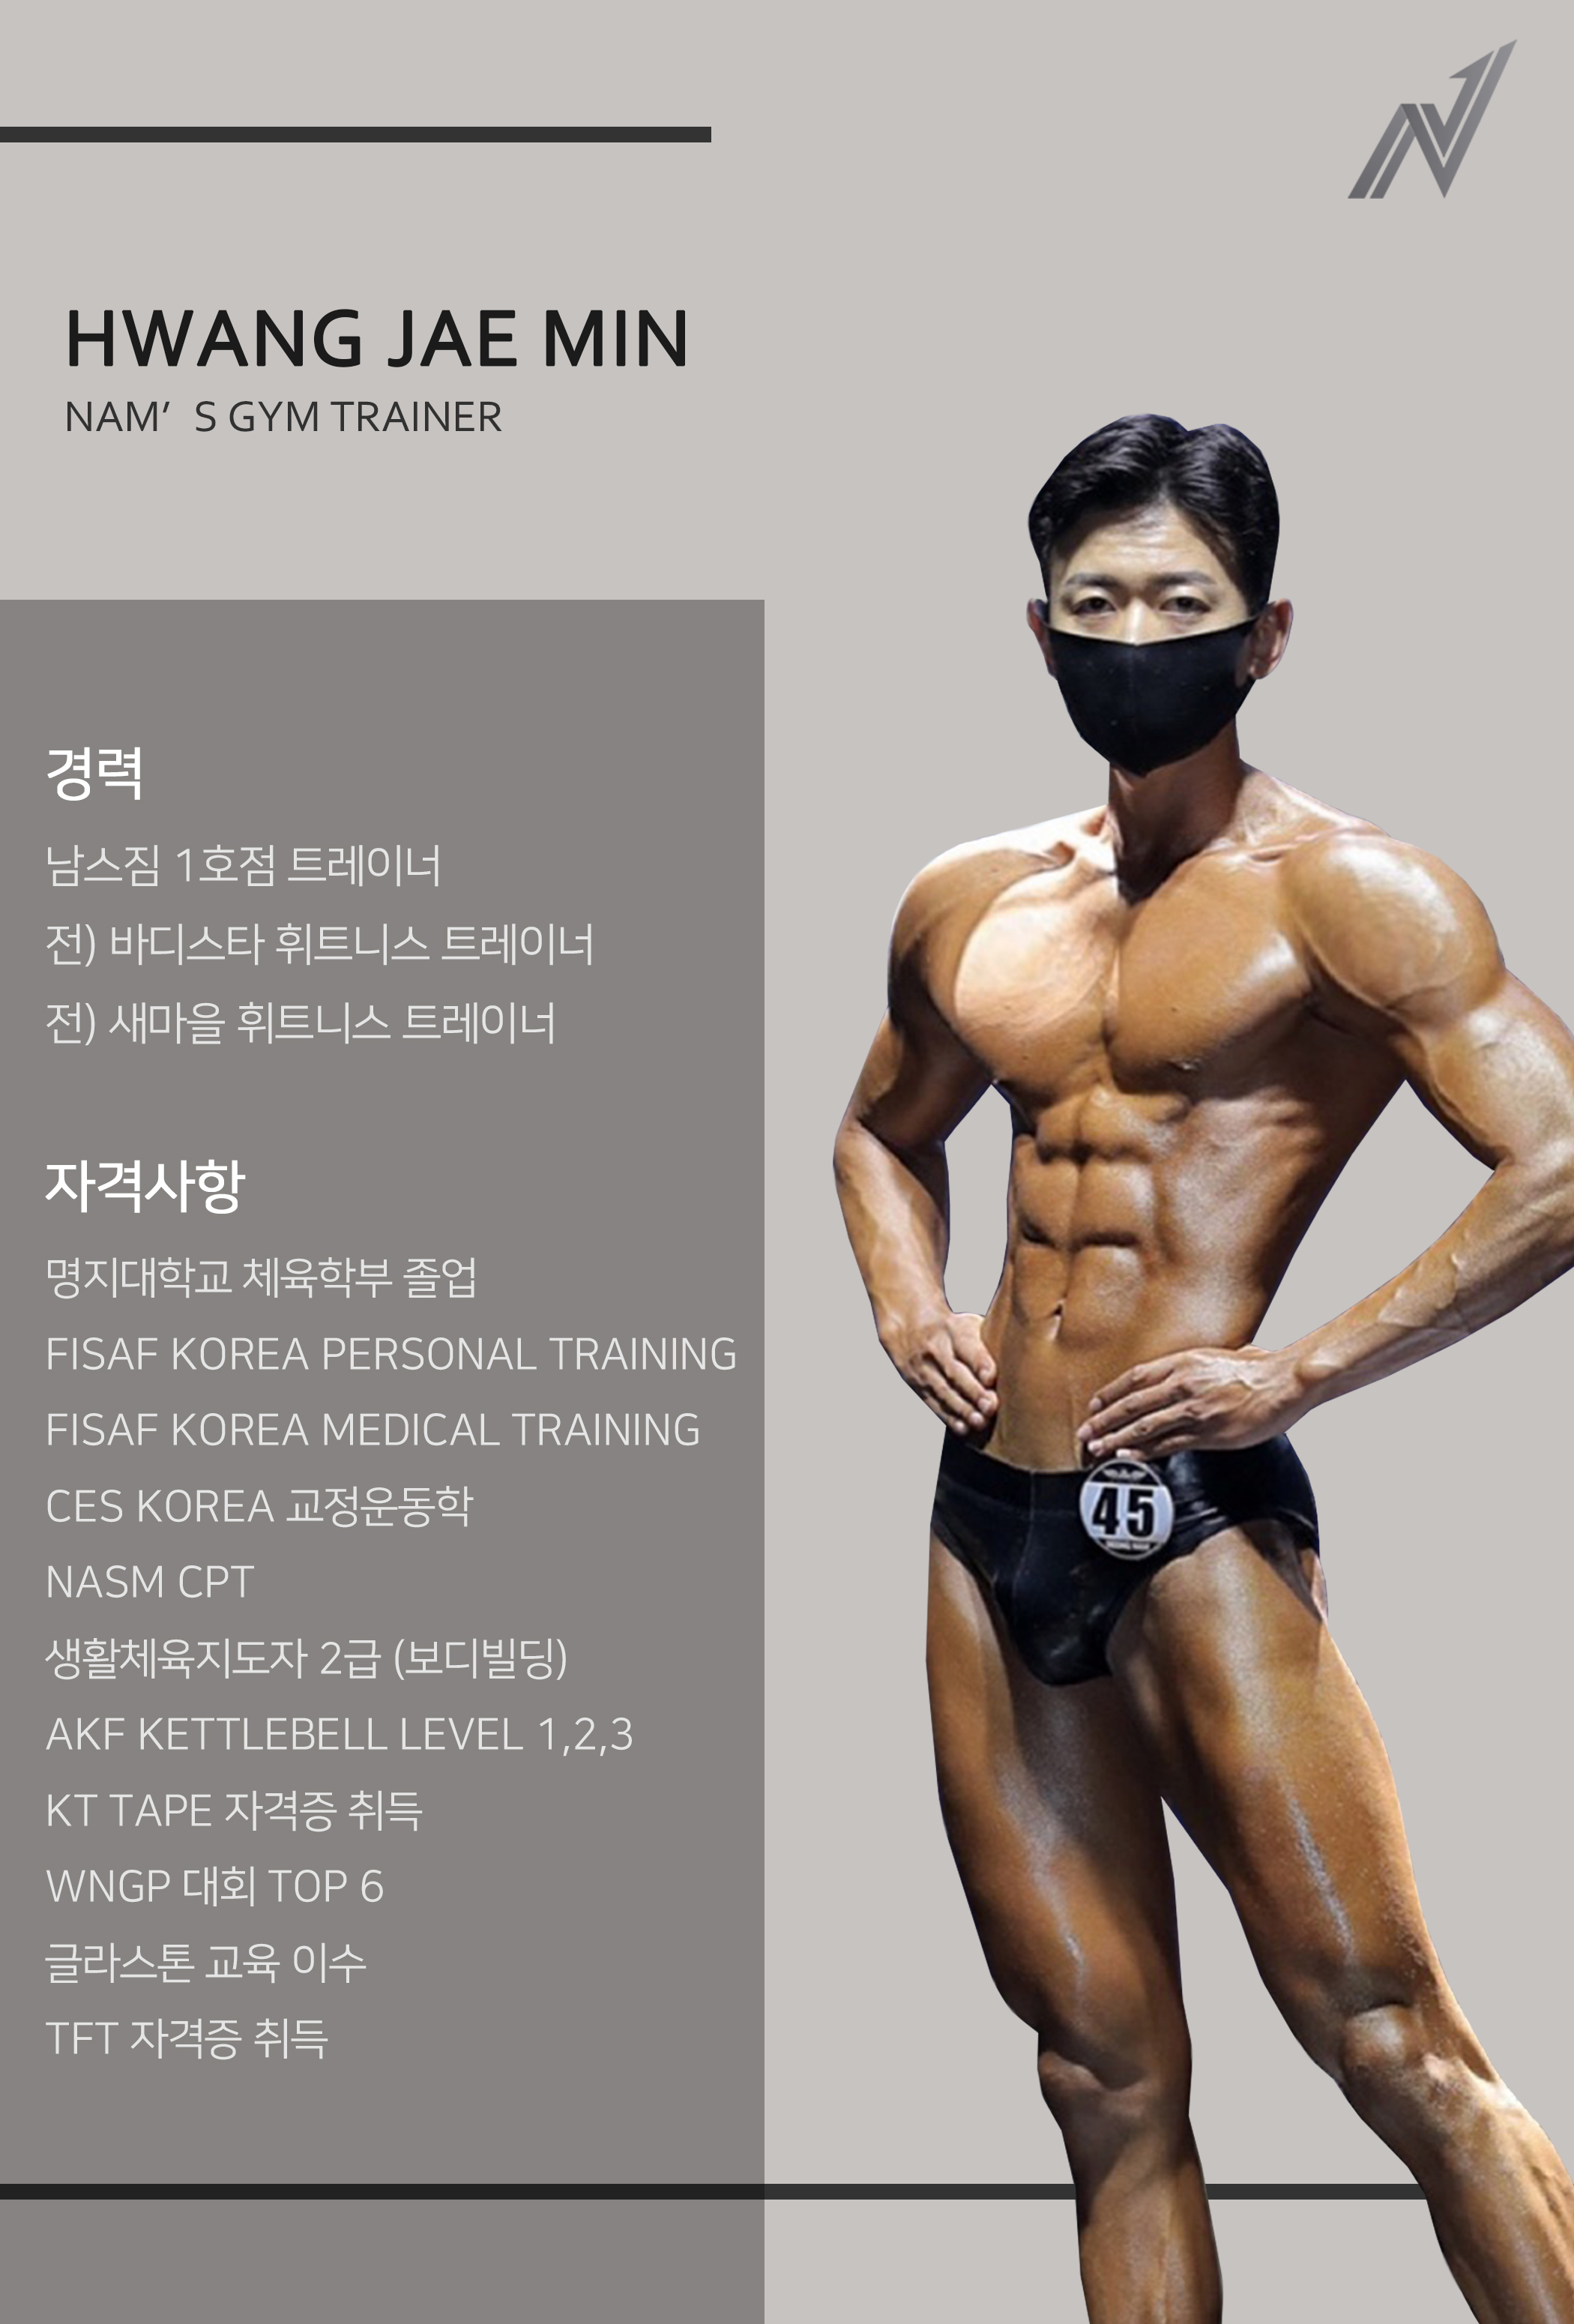 HWANG JAE MIN
NAM’ S GYM TRAINER
경력
남스짐 1호점 트레이너
전) 바디스타 휘트니스 트레이너
전) 새마을 휘트니스 트레이너
자격사항
명지대학교 체육학부 졸업
FISAF KOREA PERSONAL TRAINING
FISAF KOREA MEDICAL TRAINING
CES KOREA 교정운동학
NASM CPT
생활체육지도자 2급 (보디빌딩)
AKF KETTLEBELL LEVEL 1,2,3
KT TAPE 자격증 취득
WNGP 대회 TOP 6
글라스톤 교육 이수
TFT 자격증 취득
45